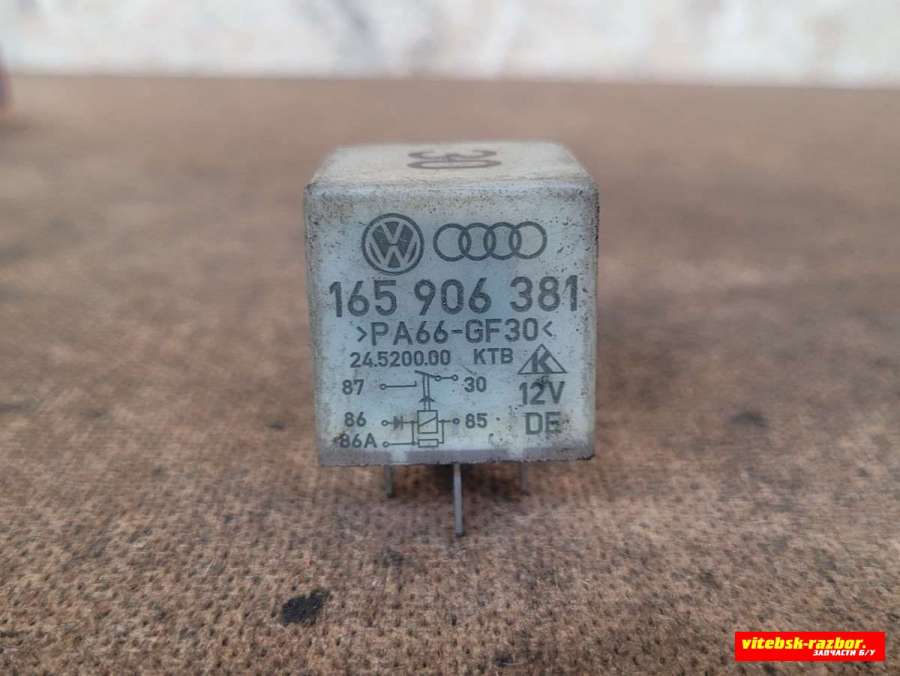 30
165 906 381
>PA66-GF30<
24.5200.00 KTB
87 30
12V
86 85
86A
DE
vitebsk-razbor.
ЗАПЧАСТИ Б/У